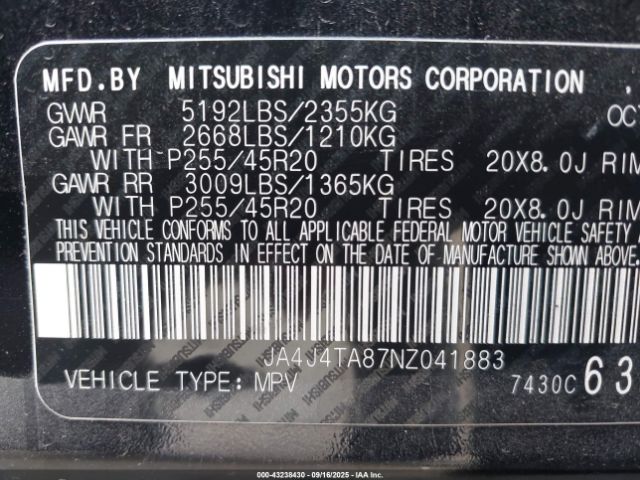 MFD.BY MITSUBISHI MOTORS CORPORATION
GVWR 5192LBS/2355KG OC
GAWR FR 2668LBS/1210KG
WITH P255/45R20 TIRES 20X8.0J RIM
GAWR RR 3009LBS/1365KG
WITH P255/45R20 TIRES 20X8.0J RIM
THIS VEHICLE CONFORMS TO ALL APPLICABLE FEDERAL MOTOR VEHICLE SAFETY A
PREVENTION STANDARDS IN EFFECT ON THE DATE OF MANUFACTURE SHOWN ABOVE.
JA4J4TA87NZ041883
VEHICLE TYPE: MPV 7430C 63
000-43238430 - 09/16/2025 - IAA Inc.